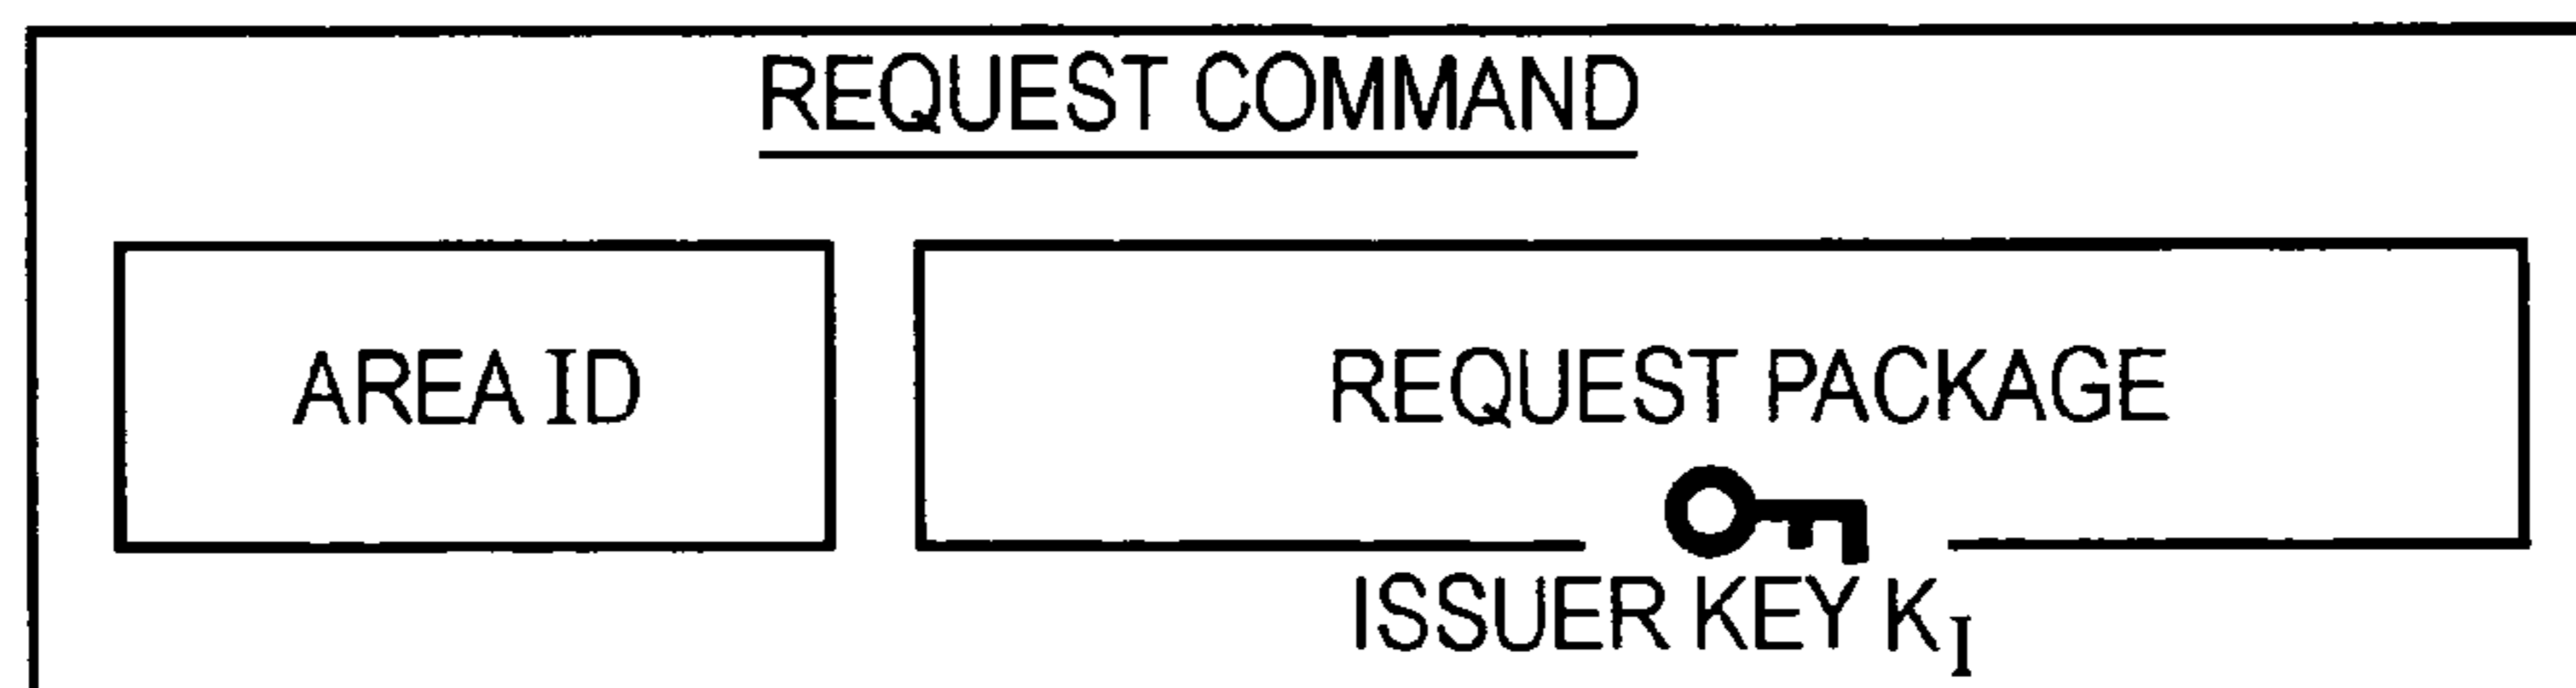 REQUEST COMMAND
AREA ID
REQUEST PACKAGE
ISSUER KEY K_I